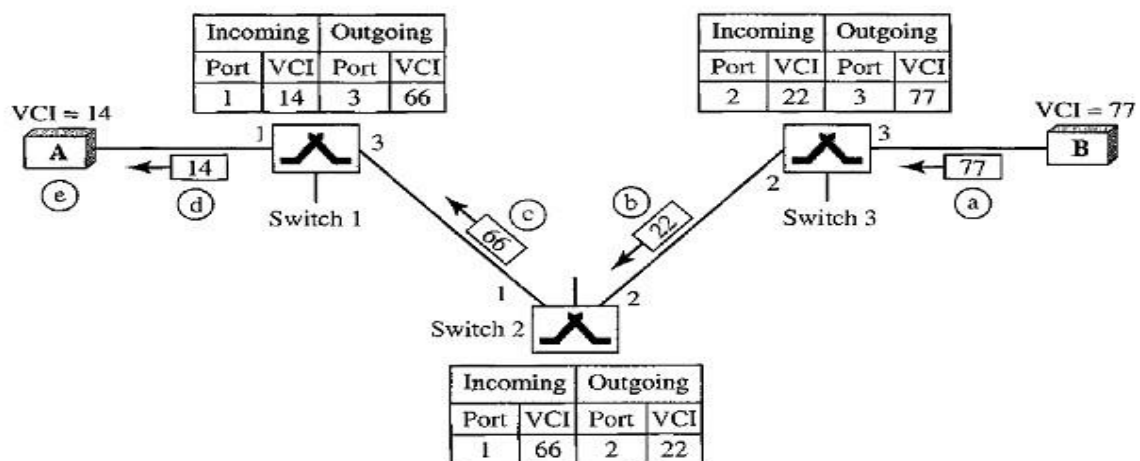 Incoming Outgoing
Port VCI Port VCI
1 14 3 66
Incoming Outgoing
Port VCI Port VCI
2 22 3 77
VCI = 14
VCI = 77
A
1
3
3
B
14
2
77
e
d
Switch 1
c
b
Switch 3
a
66
22
1
2
Switch 2
Incoming Outgoing
Port VCI Port VCI
1 66 2 22